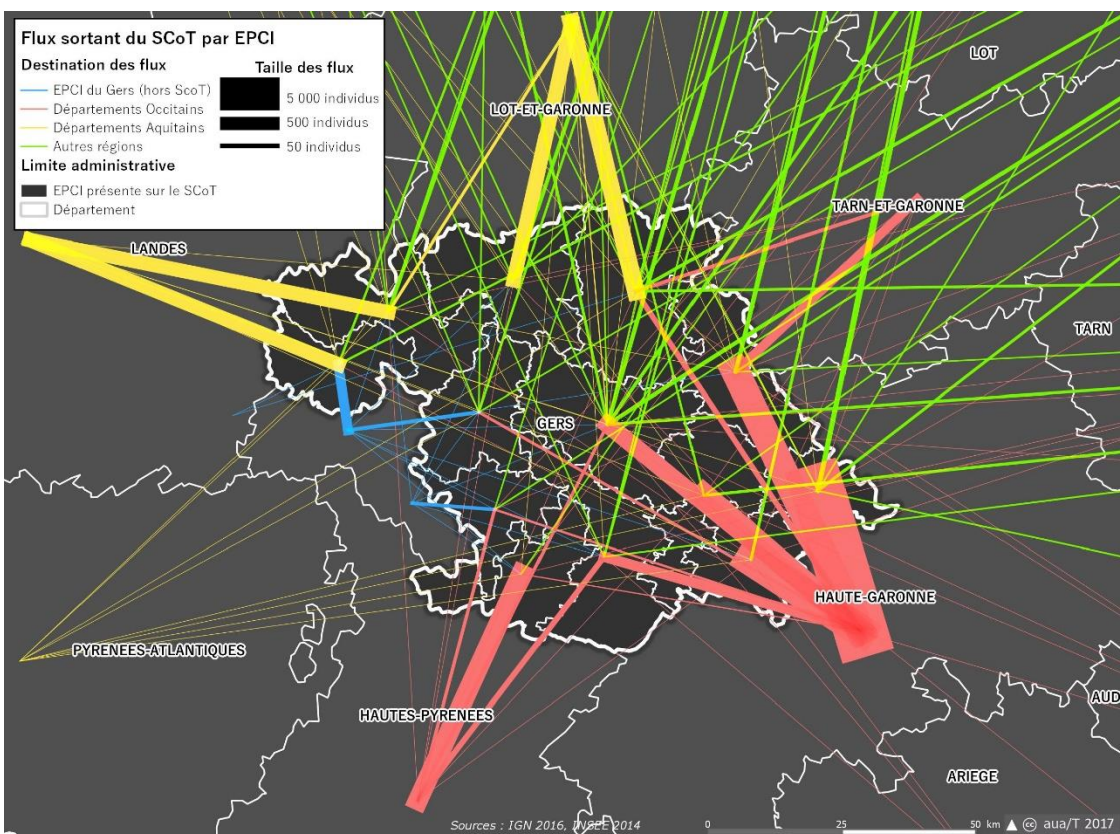 Flux sortant du SCoT par EPCI
Destination des flux
EPCI du Gers (hors ScoT)
Départements Occitains
Départements Aquitains
Autres régions
Taille des flux
5 000 individus
500 individus
50 individus
Limite administrative
EPCI présente sur le SCoT
Département
LOT
LOT-ET-GARONNE
TARN-ET-GARONNE
LANDES
TARN
GERS
HAUTE-GARONNE
PYRENEES-ATLANTIQUES
HAUTES-PYRENEES
AUD
ARIEGE
Sources : IGN 2016, INSEE 2014
0 25 50 km
cc aua/T 2017